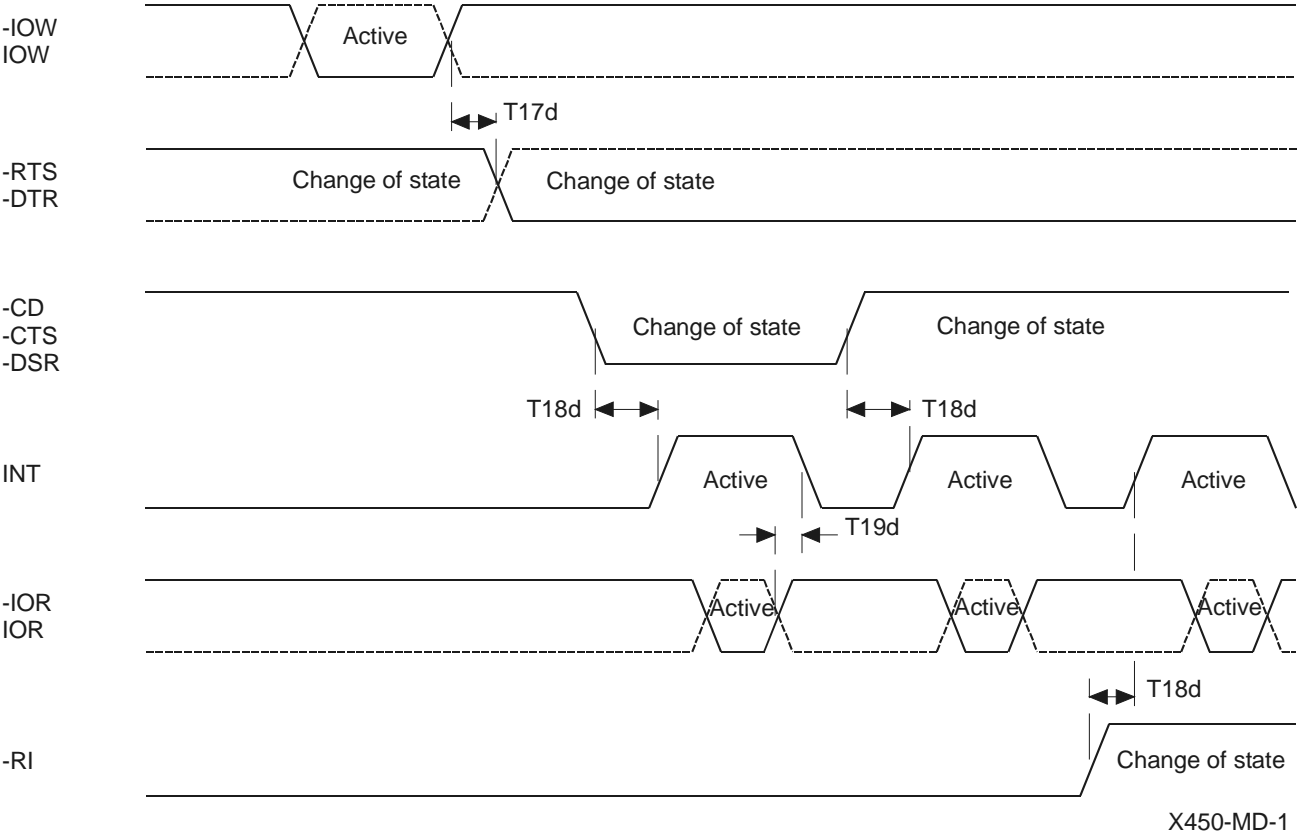 -IOW
IOW
Active
T17d
-RTS
-DTR
Change of state
Change of state
-CD
-CTS
-DSR
Change of state
Change of state
T18d
T18d
INT
Active
Active
Active
T19d
-IOR
IOR
Active
Active
Active
T18d
-RI
Change of state
X450-MD-1